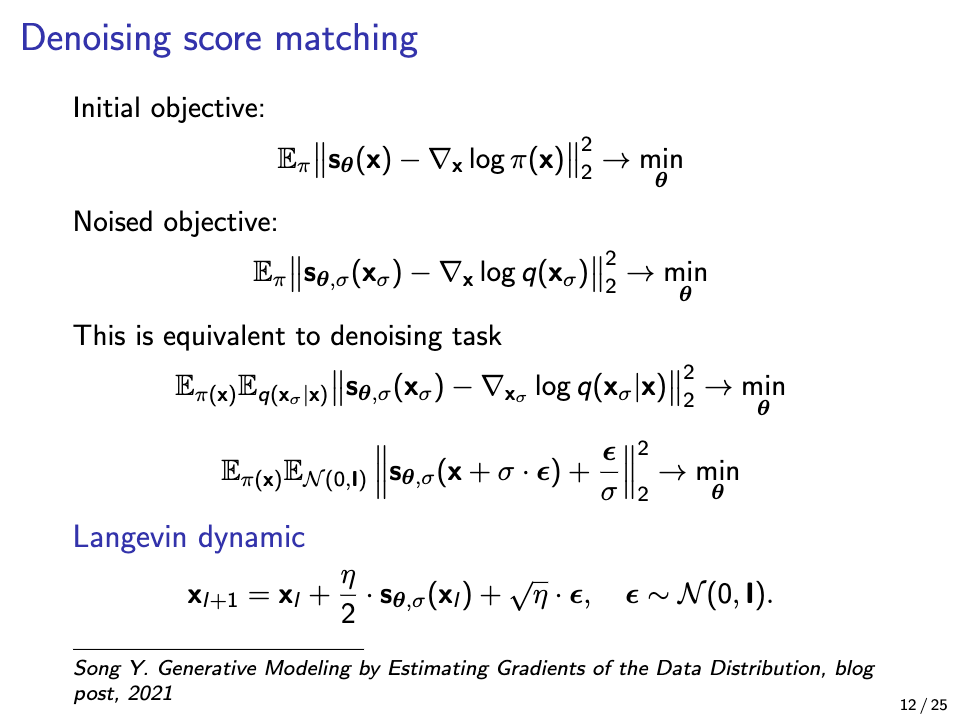 Denoising score matching
Initial objective:
$\mathbb{E}_{\pi}\big\|\mathbf{s}_{\boldsymbol{\theta}}(\mathbf{x}) - \nabla_{\mathbf{x}} \log \pi(\mathbf{x})\big\|_2^2 \to \min_{\boldsymbol{\theta}}$
Noised objective:
$\mathbb{E}_{\pi}\big\|\mathbf{s}_{\boldsymbol{\theta},\sigma}(\mathbf{x}_{\sigma}) - \nabla_{\mathbf{x}} \log q(\mathbf{x}_{\sigma})\big\|_2^2 \to \min_{\boldsymbol{\theta}}$
This is equivalent to denoising task
$\mathbb{E}_{\pi(\mathbf{x})}\mathbb{E}_{q(\mathbf{x}_{\sigma}|\mathbf{x})}\big\|\mathbf{s}_{\boldsymbol{\theta},\sigma}(\mathbf{x}_{\sigma}) - \nabla_{\mathbf{x}_{\sigma}} \log q(\mathbf{x}_{\sigma}|\mathbf{x})\big\|_2^2 \to \min_{\boldsymbol{\theta}}$
$\mathbb{E}_{\pi(\mathbf{x})}\mathbb{E}_{\mathcal{N}(0,\mathbf{I})}\left\|\mathbf{s}_{\boldsymbol{\theta},\sigma}(\mathbf{x} + \sigma \cdot \boldsymbol{\epsilon}) + \frac{\boldsymbol{\epsilon}}{\sigma}\right\|_2^2 \to \min_{\boldsymbol{\theta}}$
Langevin dynamic
$\mathbf{x}_{l+1} = \mathbf{x}_l + \frac{\eta}{2} \cdot \mathbf{s}_{\boldsymbol{\theta},\sigma}(\mathbf{x}_l) + \sqrt{\eta} \cdot \boldsymbol{\epsilon}, \quad \boldsymbol{\epsilon} \sim \mathcal{N}(0, \mathbf{I}).$
Song Y. Generative Modeling by Estimating Gradients of the Data Distribution, blog
post, 2021
12 / 25